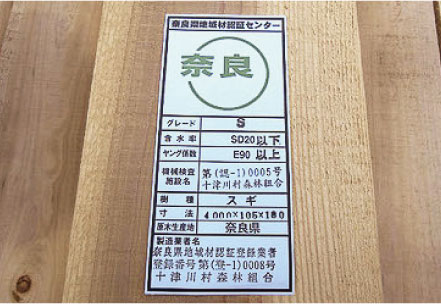 奈良県地域材認証センター
奈良
グレード S
含水率 SD20以下
ヤング係数 E90 以上
機械検査施設名 第(認-1)0005号
十津川村森林組合
樹種 スギ
寸法 4000×105×180
原木生産地 奈良県
製造業者名
奈良県地域材認証登録業者
登録番号第(登-1)0008号
十津川村森林組合